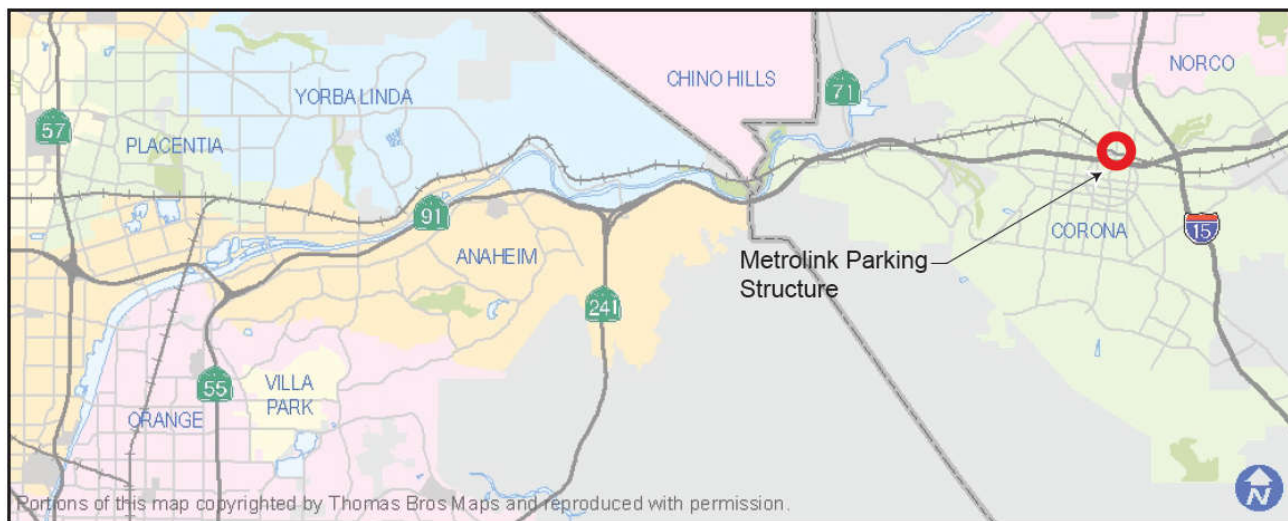 CHINO HILLS
NORCO
71
YORBA LINDA
57
PLACENTIA
91
ANAHEIM
CORONA
15
Metrolink Parking
Structure
241
55
VILLA
PARK
ORANGE
Portions of this map copyrighted by Thomas Bros Maps and reproduced with permission.
N